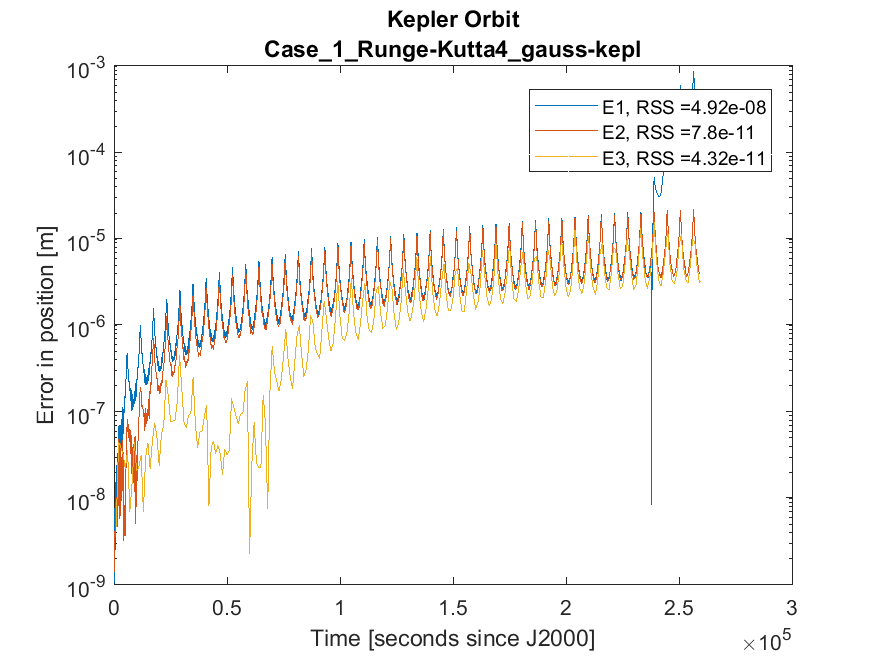 Kepler Orbit
Case_1_Runge-Kutta4_gauss-kepl
10^-3
10^-4
10^-5
10^-6
10^-7
10^-8
10^-9
Error in position [m]
E1, RSS =4.92e-08
E2, RSS =7.8e-11
E3, RSS =4.32e-11
0 0.5 1 1.5 2 2.5 3
Time [seconds since J2000]
×10^5